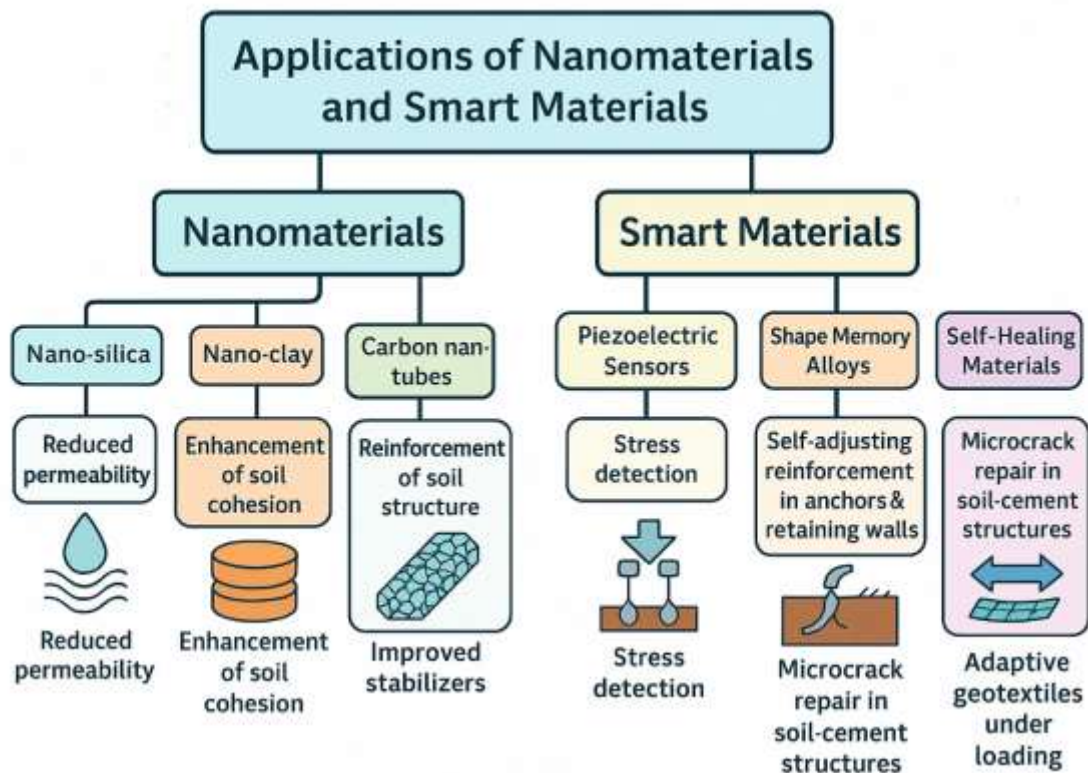 Applications of Nanomaterials
and Smart Materials
Nanomaterials
Smart Materials
Nano-silica
Nano-clay
Carbon nan-
tubes
Piezoelectric
Sensors
Shape Memory
Alloys
Self-Healing
Materials
Reduced
permeability
Enhancement
of soil
cohesion
Reinforcement
of soil
structure
Stress
detection
Self-adjusting
reinforcement
in anchors &
retaining walls
Microcrack
repair in
soil-cement
structures
Reduced
permeability
Enhancement
of soil
cohesion
Improved
stabilizers
Stress
detection
Microcrack
repair in
soil-cement
structures
Adaptive
geotextiles
under
loading